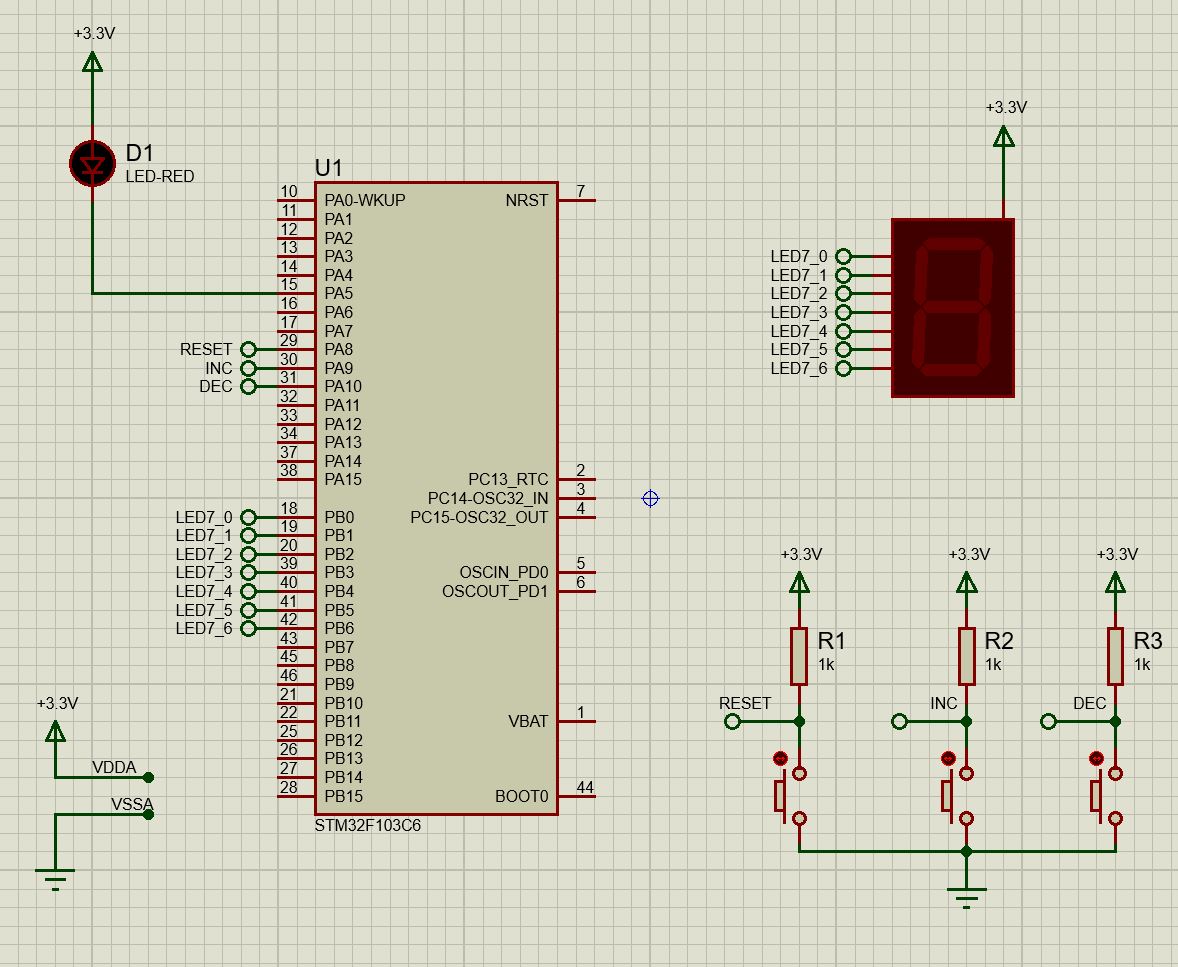 +3.3V
D1
LED-RED
U1
10 PA0-WKUP
11 PA1
12 PA2
13 PA3
14 PA4
15 PA5
16 PA6
17 PA7
RESET 29 PA8
INC 30 PA9
DEC 31 PA10
32 PA11
33 PA12
34 PA13
37 PA14
38 PA15
LED7_0 18 PB0
LED7_1 19 PB1
LED7_2 20 PB2
LED7_3 39 PB3
LED7_4 40 PB4
LED7_5 41 PB5
LED7_6 42 PB6
43 PB7
45 PB8
46 PB9
21 PB10
22 PB11
25 PB12
26 PB13
27 PB14
28 PB15
NRST 7
PC13_RTC 2
PC14-OSC32_IN 3
PC15-OSC32_OUT 4
OSCIN_PD0 5
OSCOUT_PD1 6
VBAT 1
BOOT0 44
STM32F103C6
+3.3V
VDDA
VSSA
+3.3V
LED7_0
LED7_1
LED7_2
LED7_3
LED7_4
LED7_5
LED7_6
+3.3V
R1
1k
RESET
+3.3V
R2
1k
INC
+3.3V
R3
1k
DEC